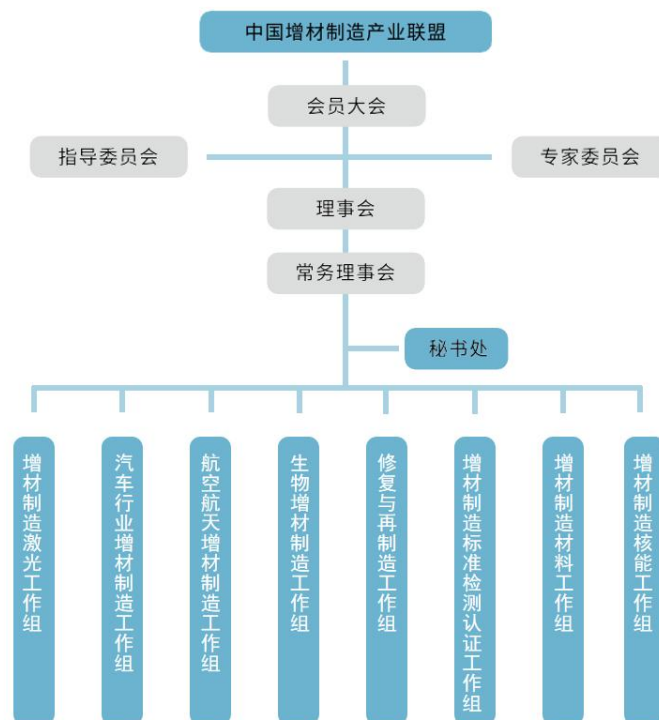 中国增材制造产业联盟
会员大会
指导委员会
专家委员会
理事会
常务理事会
秘书处
增材制造激光工作组
汽车行业增材制造工作组
航空航天增材制造工作组
生物增材制造工作组
修复与再制造工作组
增材制造标准检测认证工作组
增材制造材料工作组
增材制造核能工作组